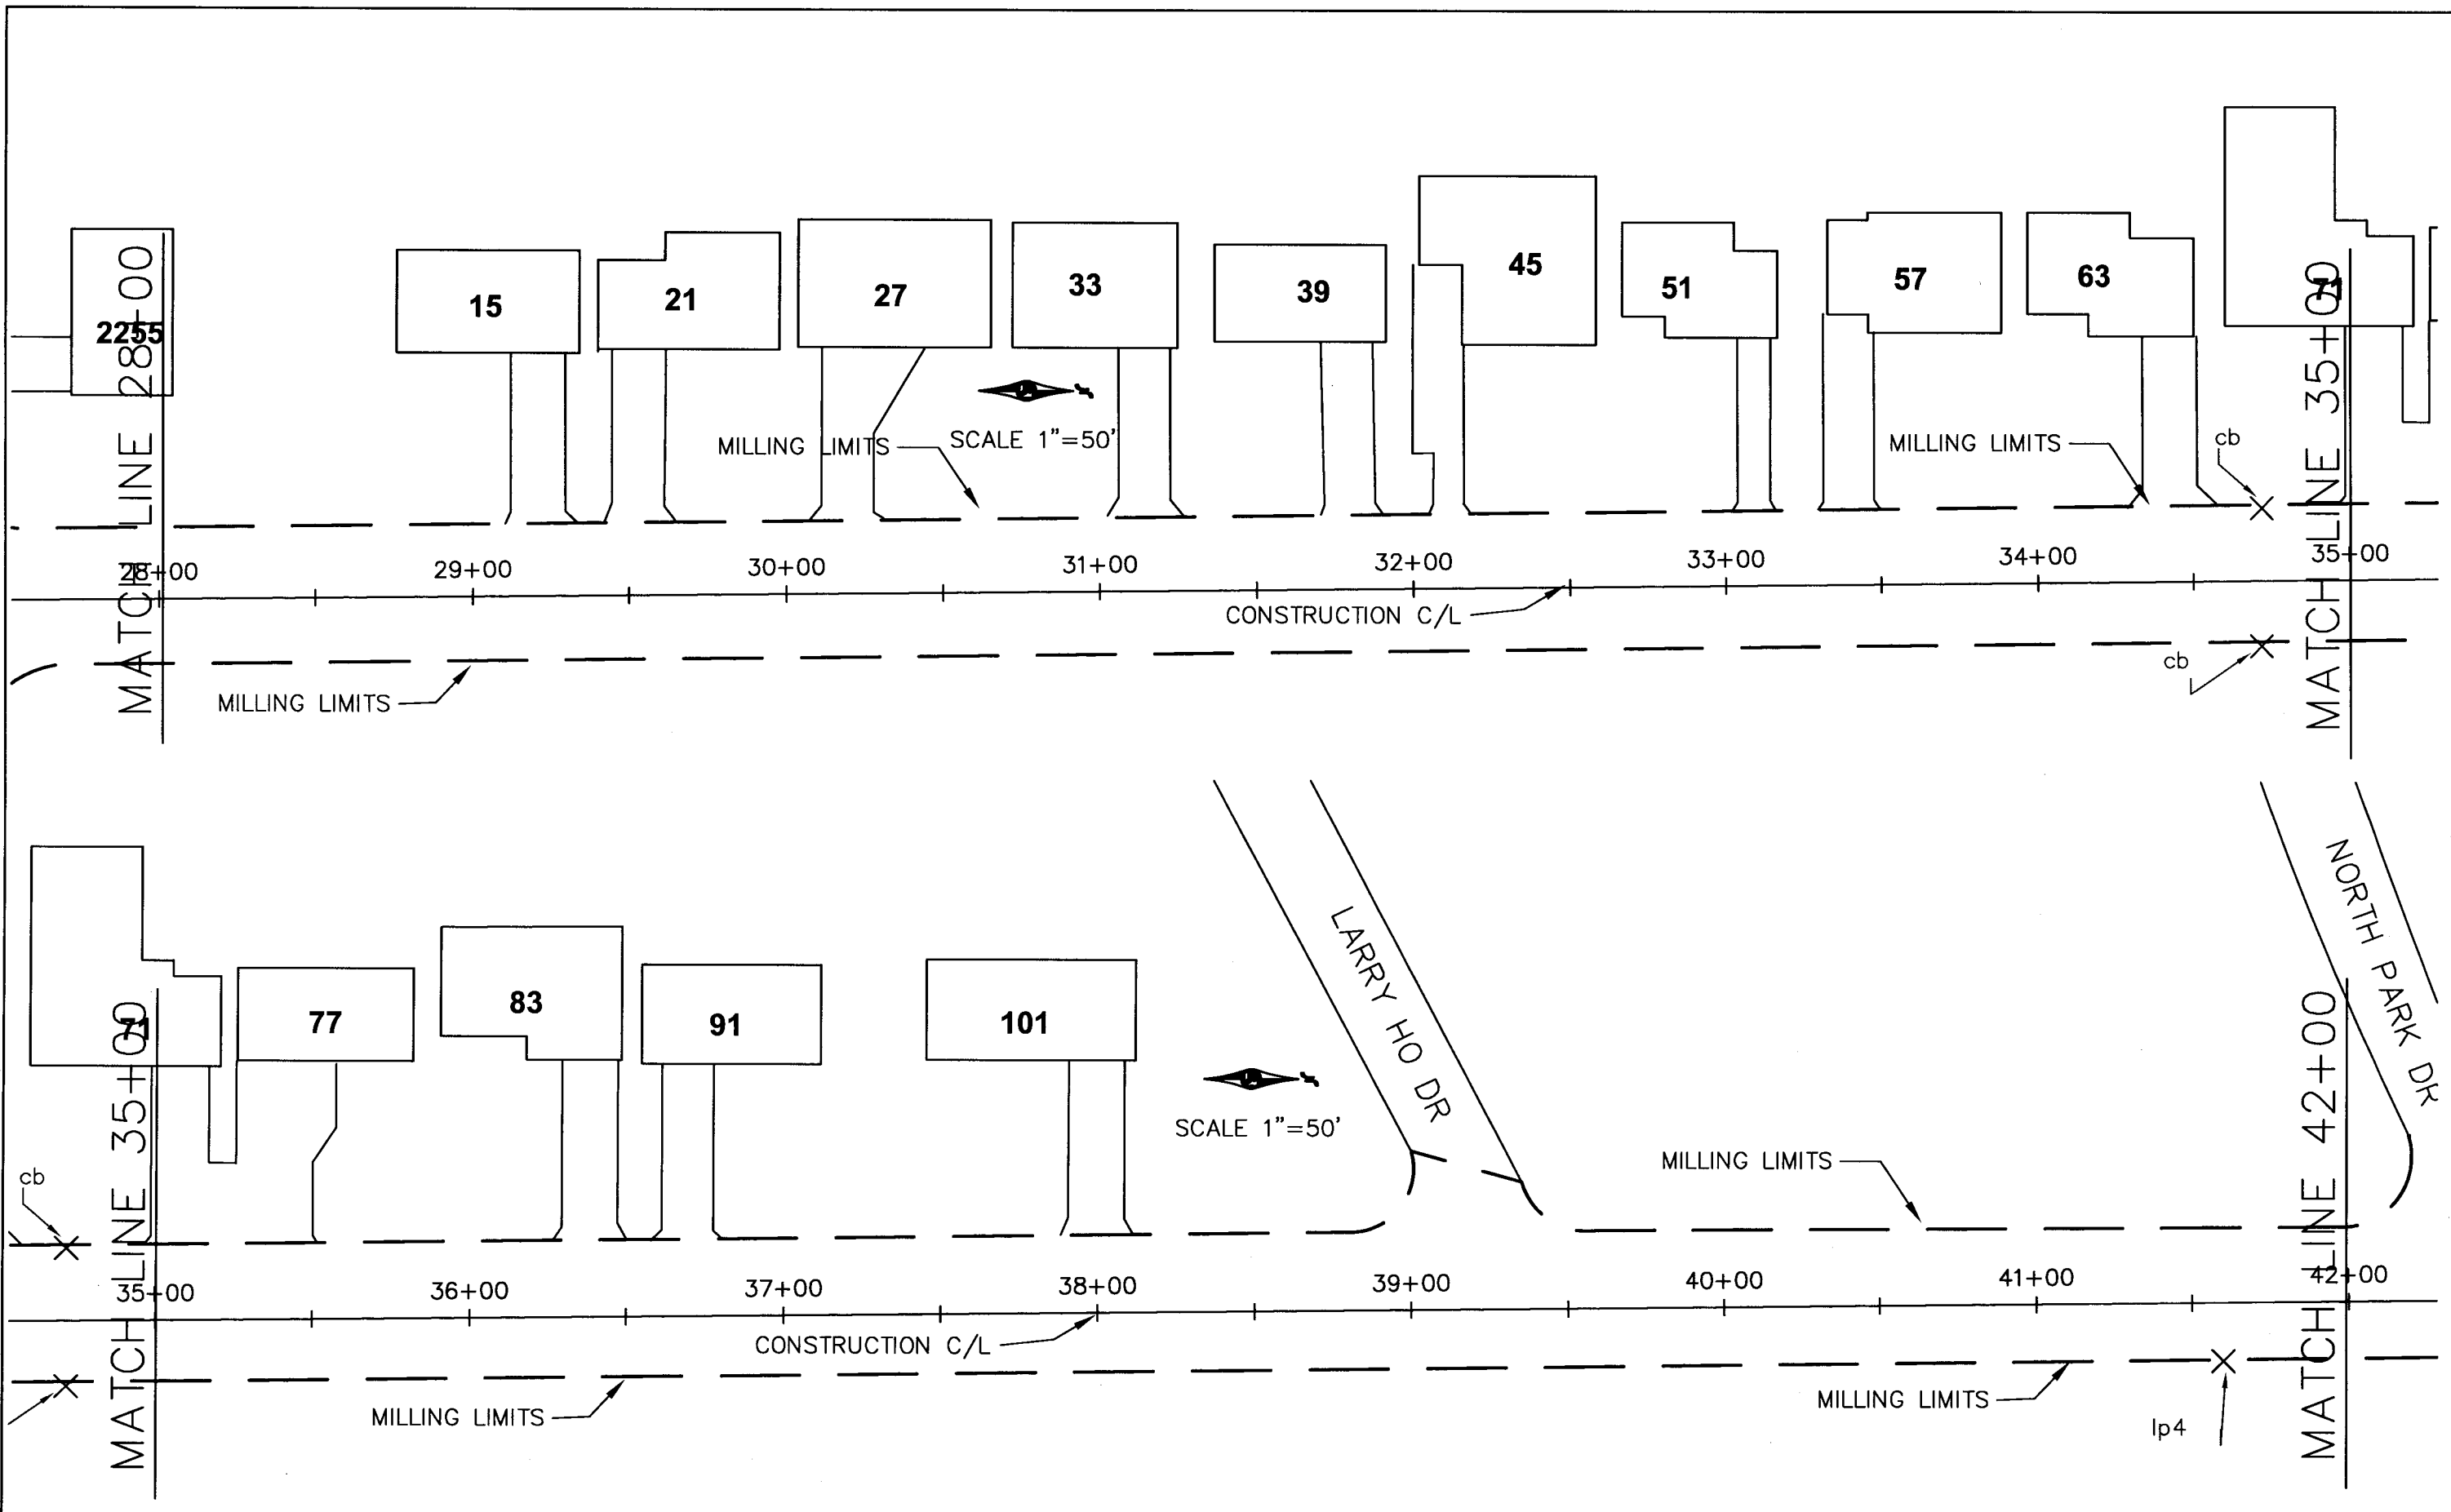 2255
15
21
27
33
39
45
51
57
63
71
MATCH LINE 28+00
MATCH LINE 35+00
MILLING LIMITS
SCALE 1"=50'
MILLING LIMITS
cb
28+00
29+00
30+00
31+00
32+00
33+00
34+00
35+00
CONSTRUCTION C/L
cb
MILLING LIMITS
LARRY HO DR
NORTH PARK DR
71
77
83
91
101
MATCH LINE 35+00
MATCH LINE 42+00
SCALE 1"=50'
cb
MILLING LIMITS
35+00
36+00
37+00
38+00
39+00
40+00
41+00
42+00
CONSTRUCTION C/L
MILLING LIMITS
MILLING LIMITS
lp4